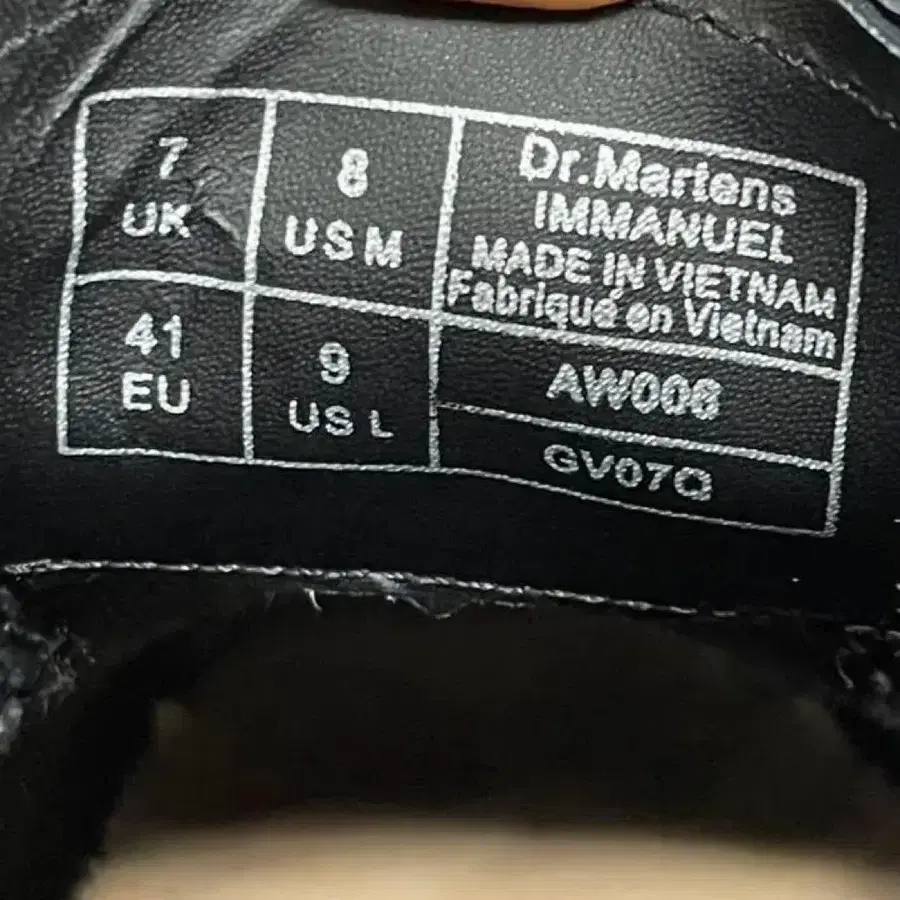 7
UK
8
US M
41
EU
9
US L
Dr.Martens
IMMANUEL
MADE IN VIETNAM
Fabriqué en Vietnam
AW006
GV07Q